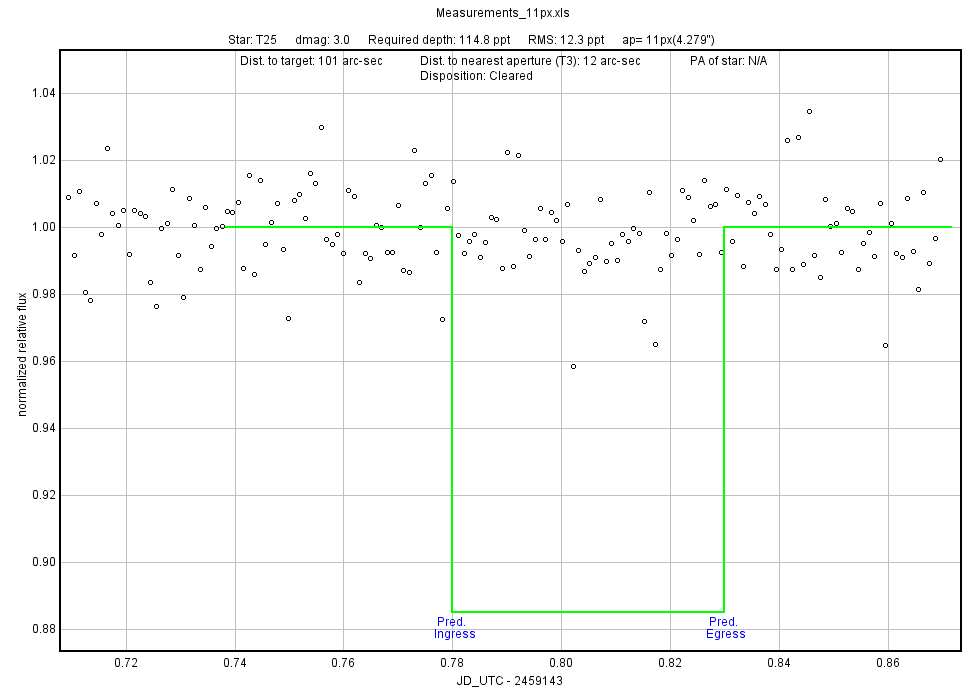 Measurements_11px.xls
Star: T25 dmag: 3.0 Required depth: 114.8 ppt RMS: 12.3 ppt ap= 11px(4.279")
Dist. to target: 101 arc-sec Dist. to nearest aperture (T3): 12 arc-sec PA of star: N/A
Disposition: Cleared
1.04
1.02
1.00
0.98
0.96
0.94
0.92
0.90
0.88
normalized relative flux
Pred. Pred.
Ingress Egress
0.72 0.74 0.76 0.78 0.80 0.82 0.84 0.86
JD_UTC - 2459143